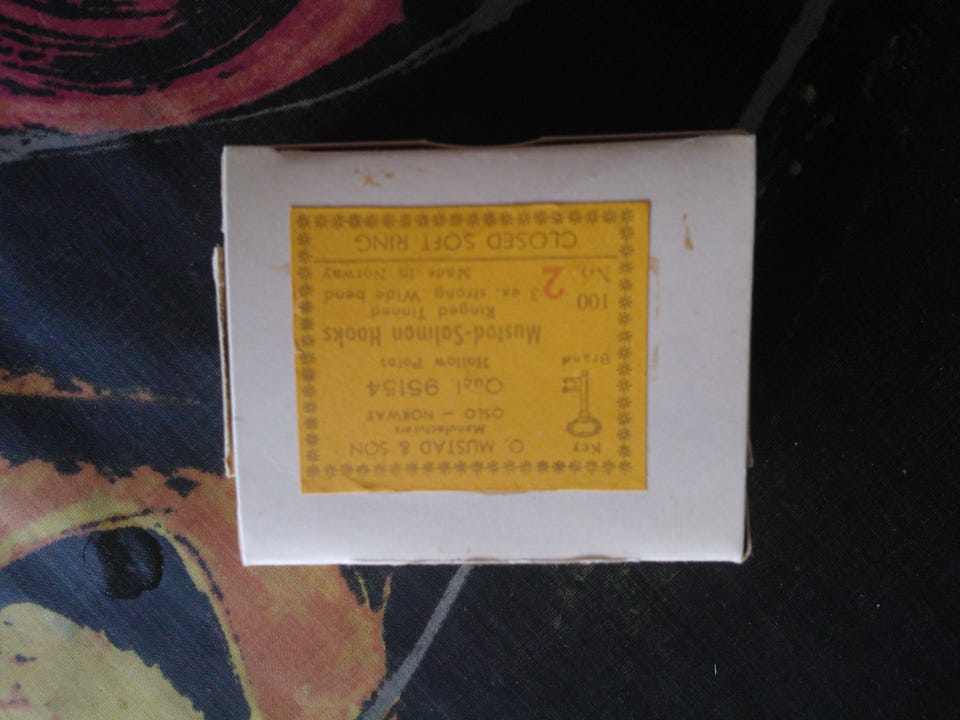 Key
O. MUSTAD & SON
Manufacturers
OSLO – NORWAY
Qual. 95154
Brand
Hollow Point
Mustad-Salmon Hooks
Ringed Tinned
100
3 ex. strong. Wide bend
No. 2
Made in Norway
CLOSED SOFT RING